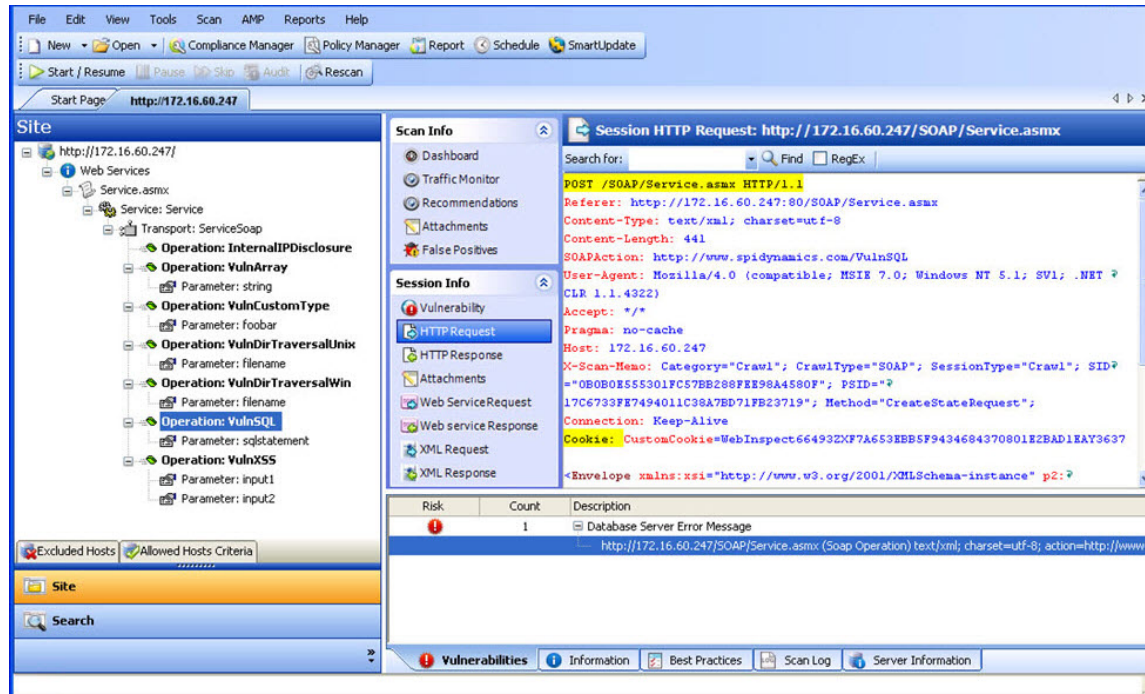 File Edit View Tools Scan AMP Reports Help
New Open Compliance Manager Policy Manager Report Schedule SmartUpdate
Start / Resume Pause Skip Audit Rescan
Start Page http://172.16.60.247
Site
http://172.16.60.247/
Web Services
Service.asmx
Service: Service
Transport: ServiceSoap
Operation: InternalIPDisclosure
Operation: VulnArray
Parameter: string
Operation: VulnCustomType
Parameter: foobar
Operation: VulnDirTraversalUnix
Parameter: filename
Operation: VulnDirTraversalWin
Parameter: filename
Operation: VulnSQL
Parameter: sqlstatement
Operation: VulnXSS
Parameter: input1
Parameter: input2
Excluded Hosts Allowed Hosts Criteria
Site
Search
Scan Info
Dashboard
Traffic Monitor
Recommendations
Attachments
False Positives
Session Info
Vulnerability
HTTP Request
HTTP Response
Attachments
Web Service Request
Web service Response
XML Request
XML Response
Session HTTP Request: http://172.16.60.247/SOAP/Service.asmx
Search for: Find RegEx
POST /SOAP/Service.asmx HTTP/1.1
Referer: http://172.16.60.247:80/SOAP/Service.asmx
Content-Type: text/xml; charset=utf-8
Content-Length: 441
SOAPAction: http://www.spidynamics.com/VulnSQL
User-Agent: Mozilla/4.0 (compatible; MSIE 7.0; Windows NT 5.1; SV1; .NET
CLR 1.1.4322)
Accept: */*
Pragma: no-cache
Host: 172.16.60.247
X-Scan-Memo: Category="Crawl"; CrawlType="SOAP"; SessionType="Crawl"; SID
="0B0B0E555301FC57BB288FEE98A4580F"; PSID="
17C6733FE7494011C38A7BD71FB23719"; Method="CreateStateRequest";
Connection: Keep-Alive
Cookie: CustomCookie=WebInspect66493ZXF7A653EBB5F9434684370801E2BAD1EAY3637
<Envelope xmlns:xsi="http://www.w3.org/2001/XMLSchema-instance" p2:
Risk Count Description
1 Database Server Error Message
http://172.16.60.247/SOAP/Service.asmx (Soap Operation) text/xml; charset=utf-8; action=http://www
Vulnerabilities Information Best Practices Scan Log Server Information